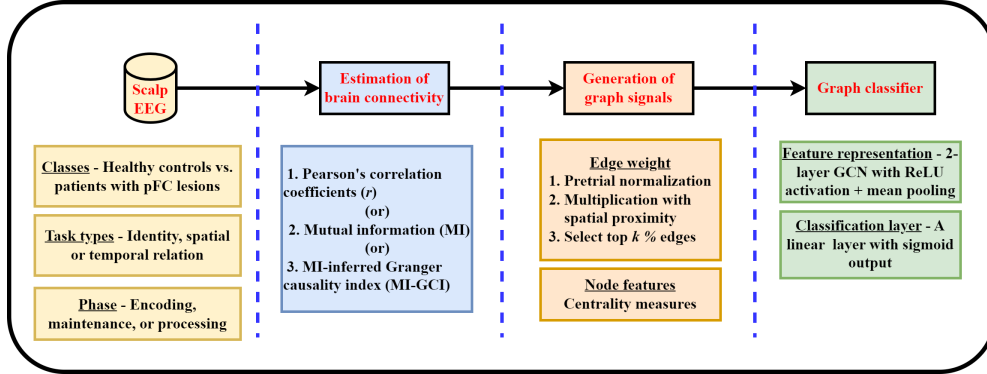 Scalp
EEG
Estimation of
brain connectivity
Generation of
graph signals
Graph classifier
Classes - Healthy controls vs.
patients with pFC lesions
Task types - Identity, spatial
or temporal relation
Phase - Encoding,
maintenance, or processing
1. Pearson's correlation
coefficients (r)
(or)
2. Mutual information (MI)
(or)
3. MI-inferred Granger
causality index (MI-GCI)
Edge weight
1. Pretrial normalization
2. Multiplication with
spatial proximity
3. Select top k % edges
Node features
Centrality measures
Feature representation - 2-
layer GCN with ReLU
activation + mean pooling
Classification layer - A
linear layer with sigmoid
output